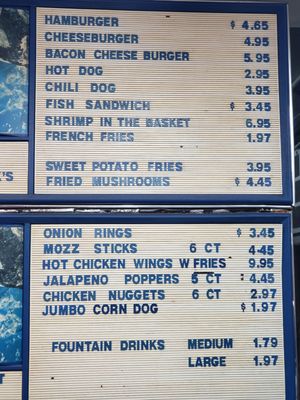 HAMBURGER $ 4.65
CHEESEBURGER 4.95
BACON CHEESE BURGER 5.95
HOT DOG 2.95
CHILI DOG 3.95
FISH SANDWICH $ 3.45
SHRIMP IN THE BASKET 6.95
FRENCH FRIES 1.97
SWEET POTATO FRIES 3.95
FRIED MUSHROOMS $ 4.45
K'S
ONION RINGS $ 3.45
MOZZ STICKS 6 CT 4.45
HOT CHICKEN WINGS W FRIES 9.95
JALAPENO POPPERS 5 CT 4.45
CHICKEN NUGGETS 6 CT 2.97
JUMBO CORN DOG $ 1.97
FOUNTAIN DRINKS MEDIUM 1.79
LARGE 1.97
T